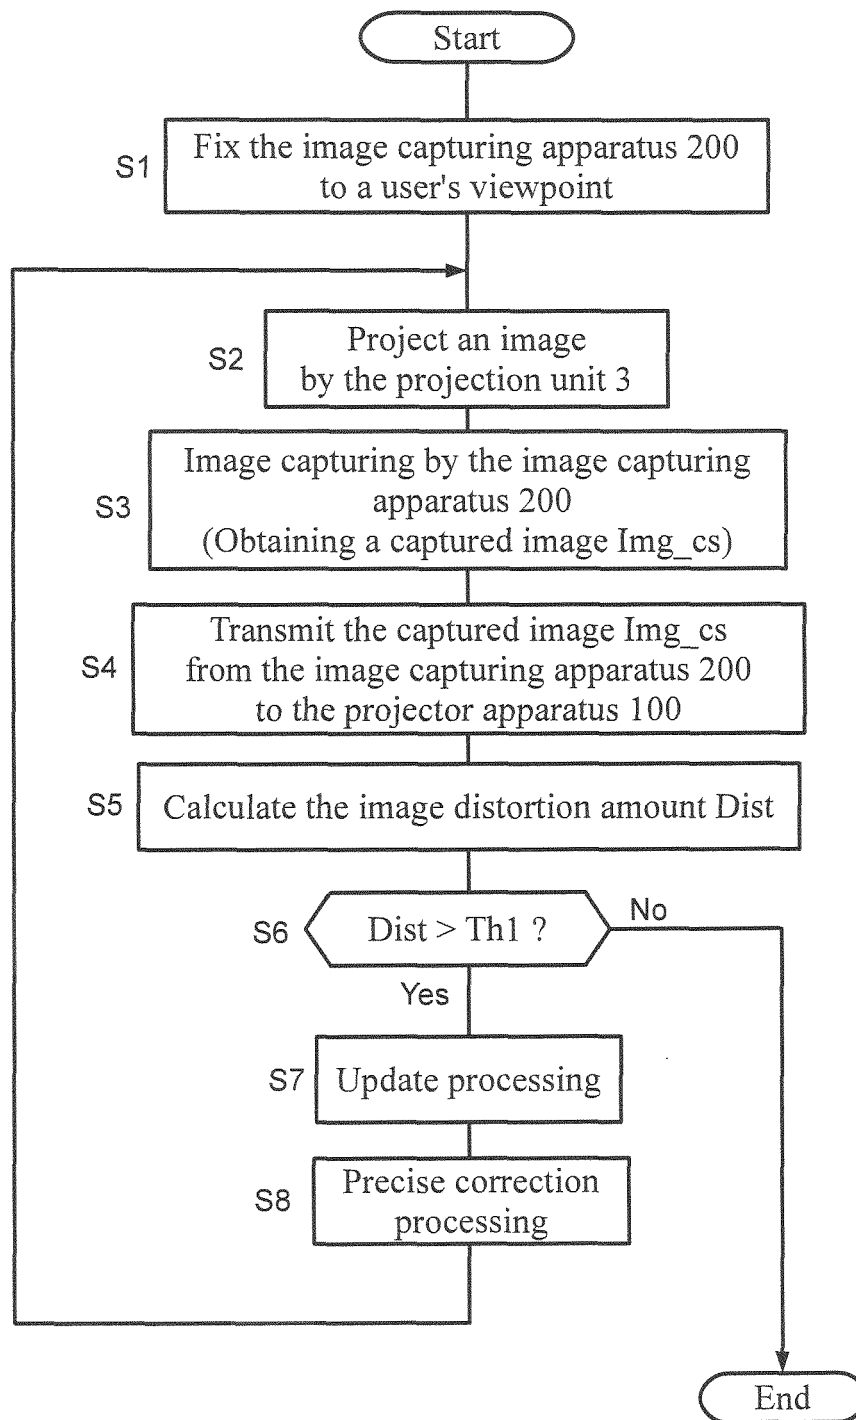 Start
S1
Fix the image capturing apparatus 200
to a user's viewpoint
S2
Project an image
by the projection unit 3
S3
Image capturing by the image capturing
apparatus 200
(Obtaining a captured image Img_cs)
S4
Transmit the captured image Img_cs
from the image capturing apparatus 200
to the projector apparatus 100
S5
Calculate the image distortion amount Dist
S6
Dist > Th1 ?
No
Yes
S7
Update processing
S8
Precise correction
processing
End